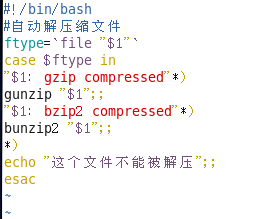 #!/bin/bash
#自动解压缩文件
ftype=`file "$1"`
case $ftype in
"$1: gzip compressed"*)
gunzip "$1";;
"$1: bzip2 compressed"*)
bunzip2 "$1";;
*)
echo "这个文件不能被解压";;
esac
~
~